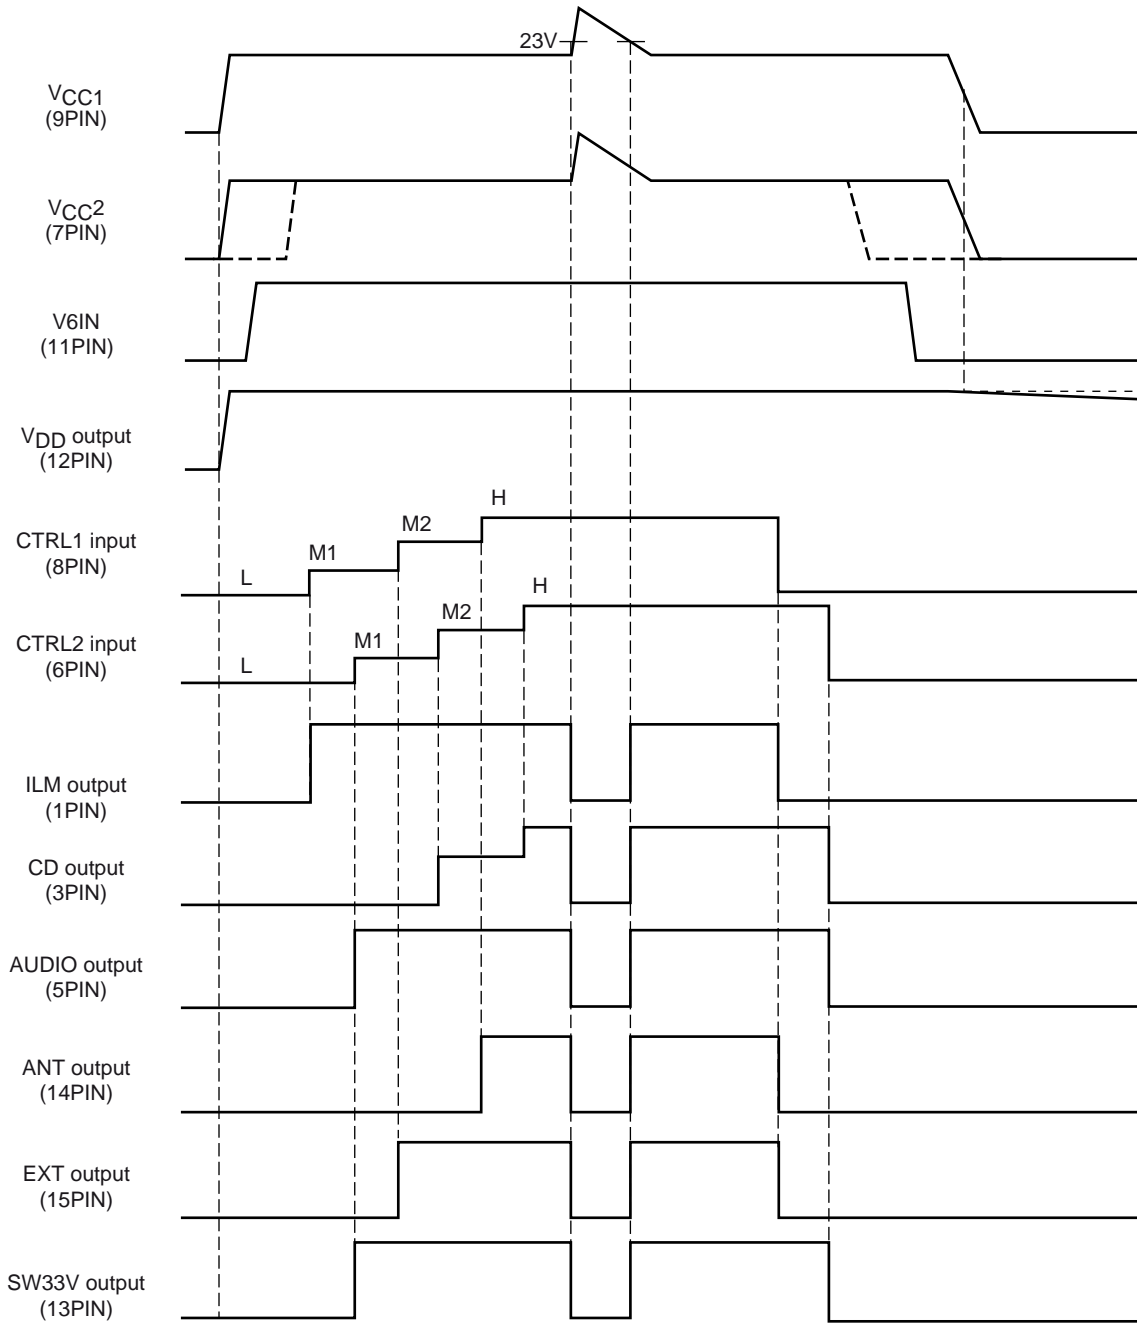 23V
VCC1
(9PIN)
VCC2
(7PIN)
V6IN
(11PIN)
VDD output
(12PIN)
H
M2
CTRL1 input
(8PIN)
M1
L
H
M2
CTRL2 input
(6PIN)
M1
L
ILM output
(1PIN)
CD output
(3PIN)
AUDIO output
(5PIN)
ANT output
(14PIN)
EXT output
(15PIN)
SW33V output
(13PIN)